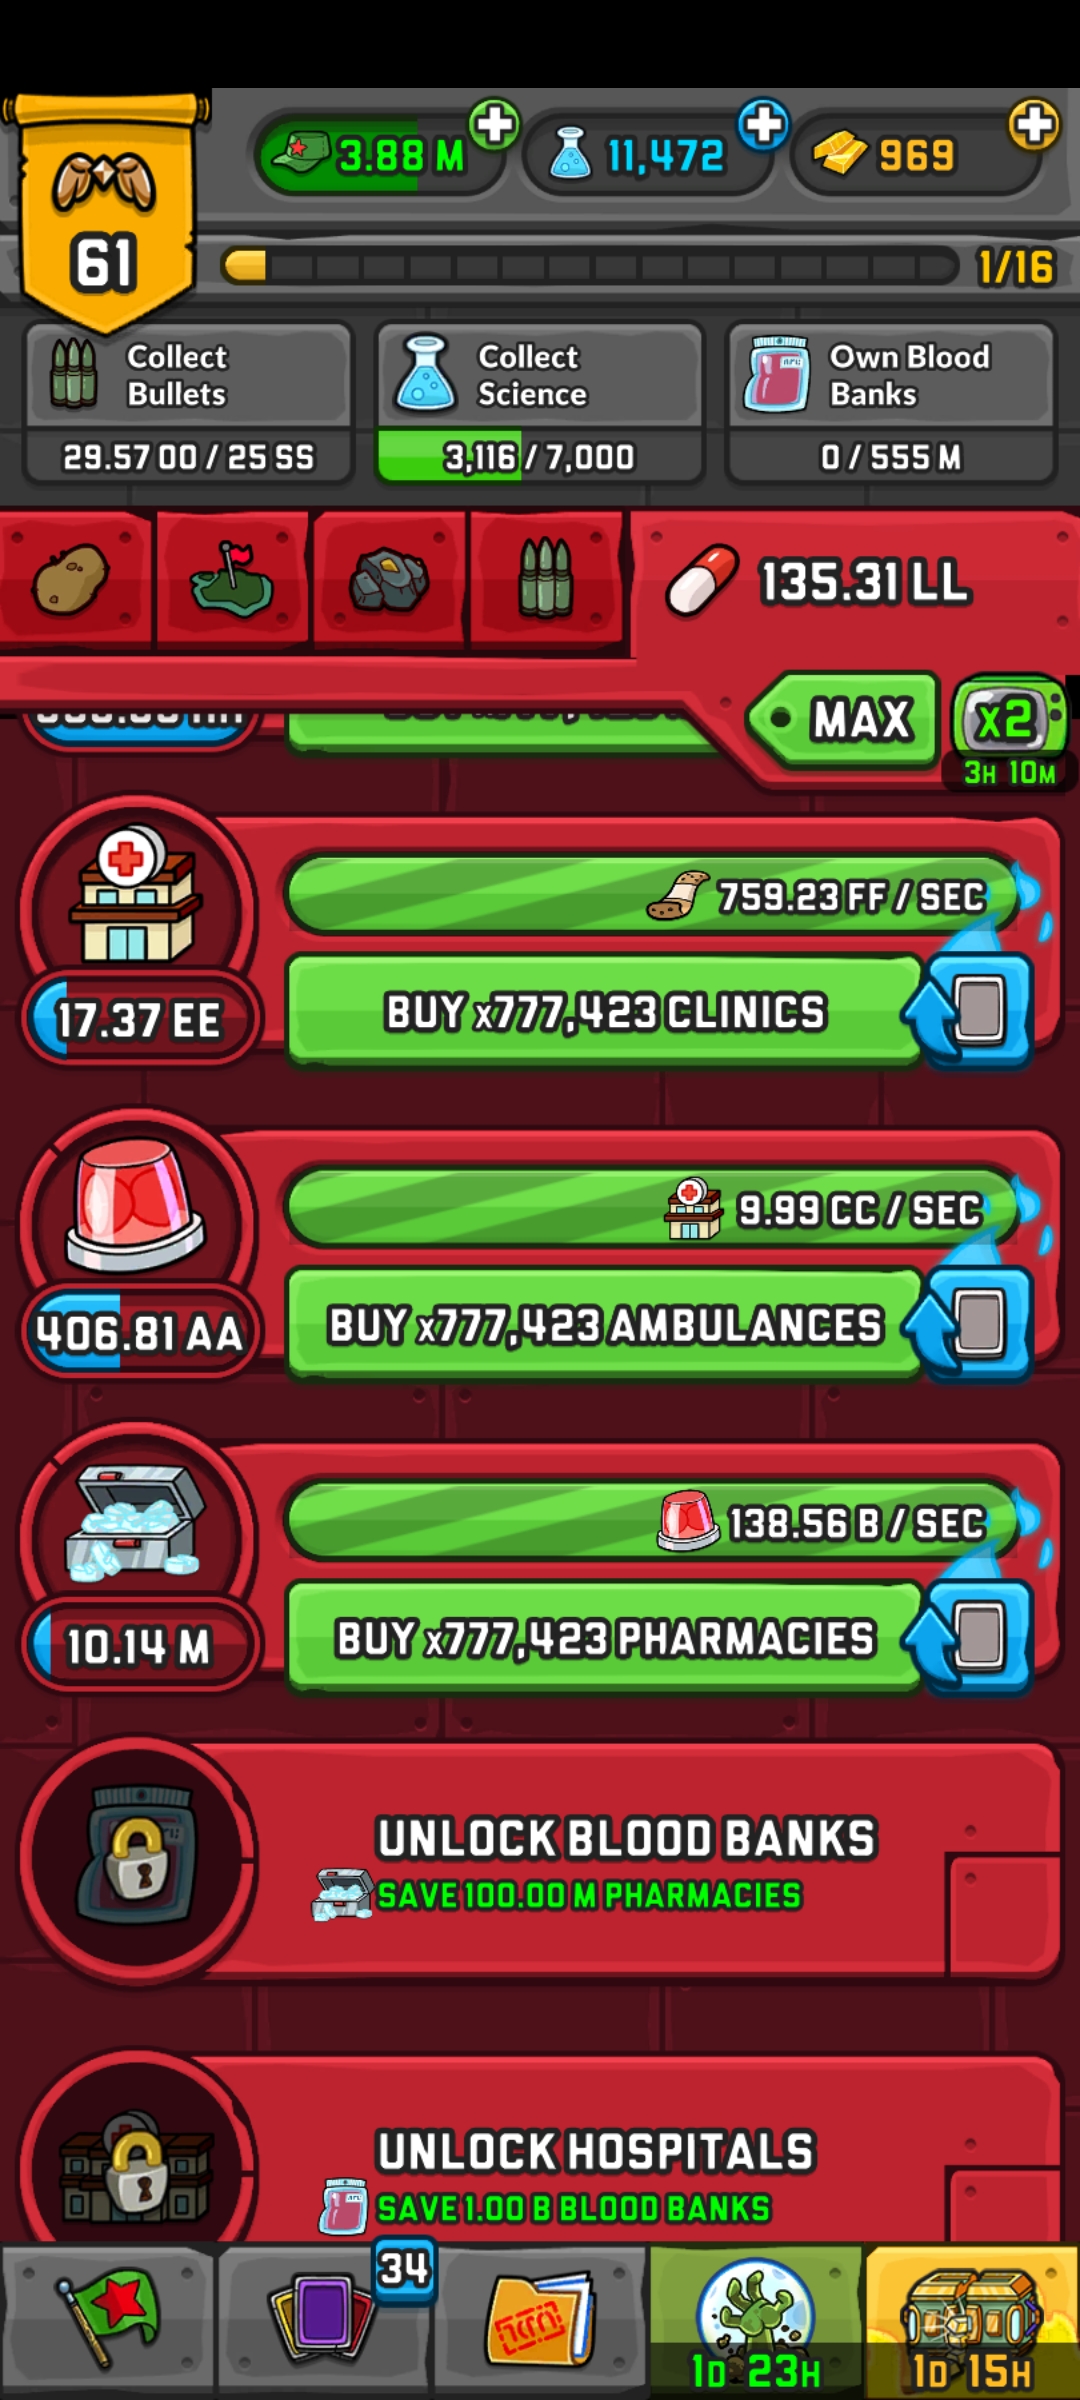 3.88 M
11,472
969
61
1/16
Collect
Bullets
29.57 OO / 25 SS
Collect
Science
3,116 / 7,000
Own Blood
Banks
0 / 555 M
135.31 LL
MAX
x2
3H 10M
759.23 FF / SEC
17.37 EE
BUY x777,423 CLINICS
9.99 CC / SEC
406.81 AA
BUY x777,423 AMBULANCES
138.56 B / SEC
10.14 M
BUY x777,423 PHARMACIES
UNLOCK BLOOD BANKS
SAVE 100.00 M PHARMACIES
UNLOCK HOSPITALS
SAVE 1.00 B BLOOD BANKS
34
1D 23H
1D 15H